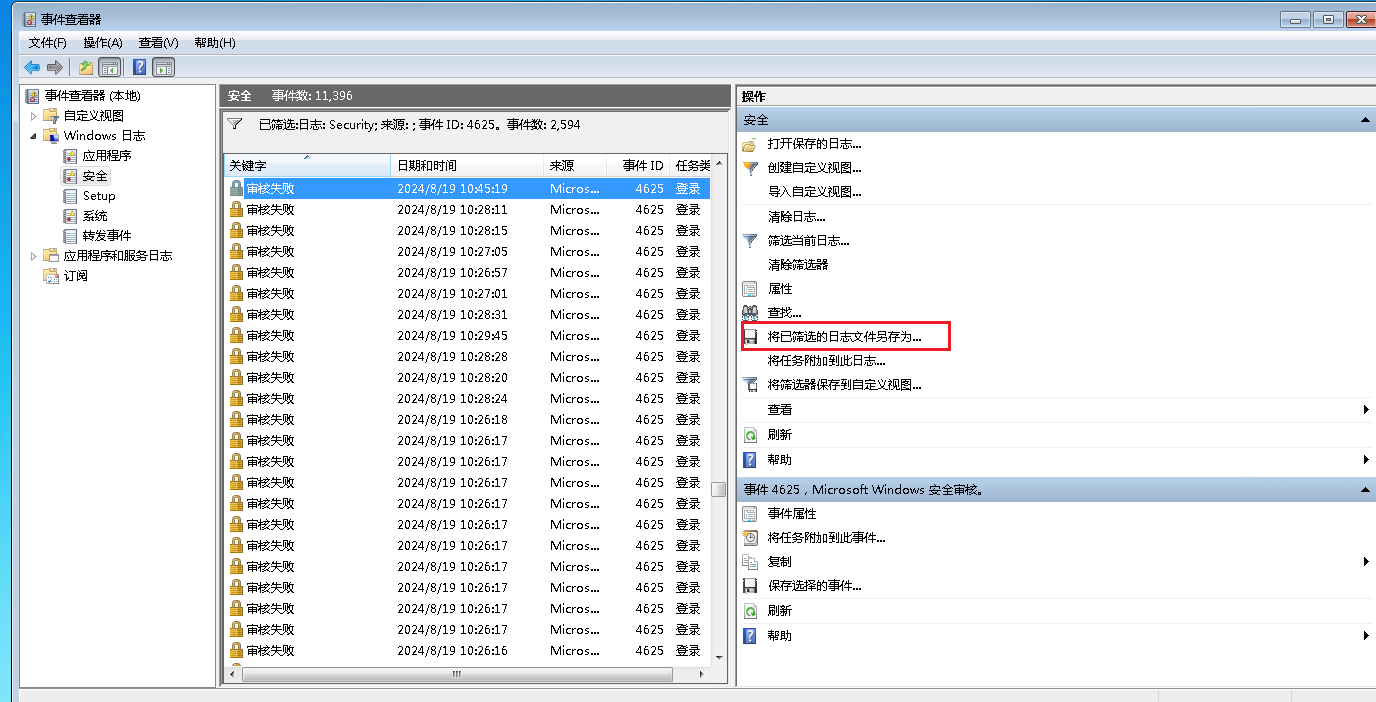 事件查看器
文件(F) 操作(A) 查看(V) 帮助(H)
事件查看器 (本地)
自定义视图
Windows 日志
应用程序
安全
Setup
系统
转发事件
应用程序和服务日志
订阅
安全 事件数: 11,396
已筛选:日志: Security; 来源: ; 事件 ID: 4625。事件数: 2,594
关键字 日期和时间 来源 事件 ID 任务类
审核失败 2024/8/19 10:45:19 Micros... 4625 登录
审核失败 2024/8/19 10:28:11 Micros... 4625 登录
审核失败 2024/8/19 10:28:15 Micros... 4625 登录
审核失败 2024/8/19 10:27:05 Micros... 4625 登录
审核失败 2024/8/19 10:26:57 Micros... 4625 登录
审核失败 2024/8/19 10:27:01 Micros... 4625 登录
审核失败 2024/8/19 10:28:31 Micros... 4625 登录
审核失败 2024/8/19 10:29:45 Micros... 4625 登录
审核失败 2024/8/19 10:28:28 Micros... 4625 登录
审核失败 2024/8/19 10:28:20 Micros... 4625 登录
审核失败 2024/8/19 10:28:24 Micros... 4625 登录
审核失败 2024/8/19 10:26:18 Micros... 4625 登录
审核失败 2024/8/19 10:26:17 Micros... 4625 登录
审核失败 2024/8/19 10:26:17 Micros... 4625 登录
审核失败 2024/8/19 10:26:17 Micros... 4625 登录
审核失败 2024/8/19 10:26:17 Micros... 4625 登录
审核失败 2024/8/19 10:26:17 Micros... 4625 登录
审核失败 2024/8/19 10:26:17 Micros... 4625 登录
审核失败 2024/8/19 10:26:17 Micros... 4625 登录
审核失败 2024/8/19 10:26:17 Micros... 4625 登录
审核失败 2024/8/19 10:26:17 Micros... 4625 登录
审核失败 2024/8/19 10:26:17 Micros... 4625 登录
审核失败 2024/8/19 10:26:16 Micros... 4625 登录
操作
安全
打开保存的日志...
创建自定义视图...
导入自定义视图...
清除日志...
筛选当前日志...
清除筛选器
属性
查找...
将已筛选的日志文件另存为...
将任务附加到此日志...
将筛选器保存到自定义视图...
查看
刷新
帮助
事件 4625，Microsoft Windows 安全审核。
事件属性
将任务附加到此事件...
复制
保存选择的事件...
刷新
帮助